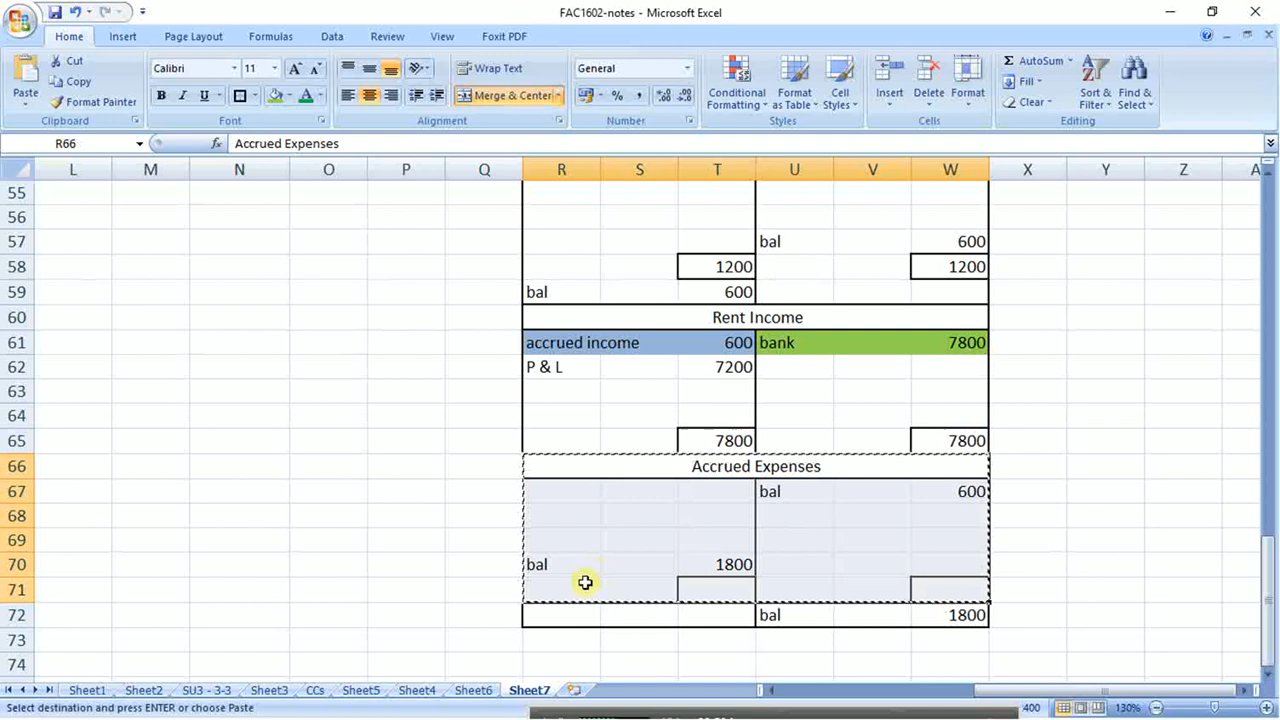 FAC1602-notes - Microsoft Excel
Home Insert Page Layout Formulas Data Review View Foxit PDF
Paste
Cut
Copy
Format Painter
Clipboard
Calibri 11
B I U
Font
Wrap Text
Merge & Center
Alignment
General
%
Number
Conditional Formatting
Format as Table
Cell Styles
Styles
Insert
Delete
Format
Cells
AutoSum
Fill
Clear
Sort & Filter
Find & Select
Editing
R66 fx Accrued Expenses
L M N O P Q R S T U V W X Y Z A
55
56
57 bal 600
58 1200 1200
59 bal 600
60 Rent Income
61 accrued income 600 bank 7800
62 P & L 7200
63
64
65 7800 7800
66 Accrued Expenses
67 bal 600
68
69
70 bal 1800
71
72 bal 1800
73
74
Sheet1 Sheet2 SU3 - 3-3 Sheet3 CCs Sheet5 Sheet4 Sheet6 Sheet7
Select destination and press ENTER or choose Paste 400 130%